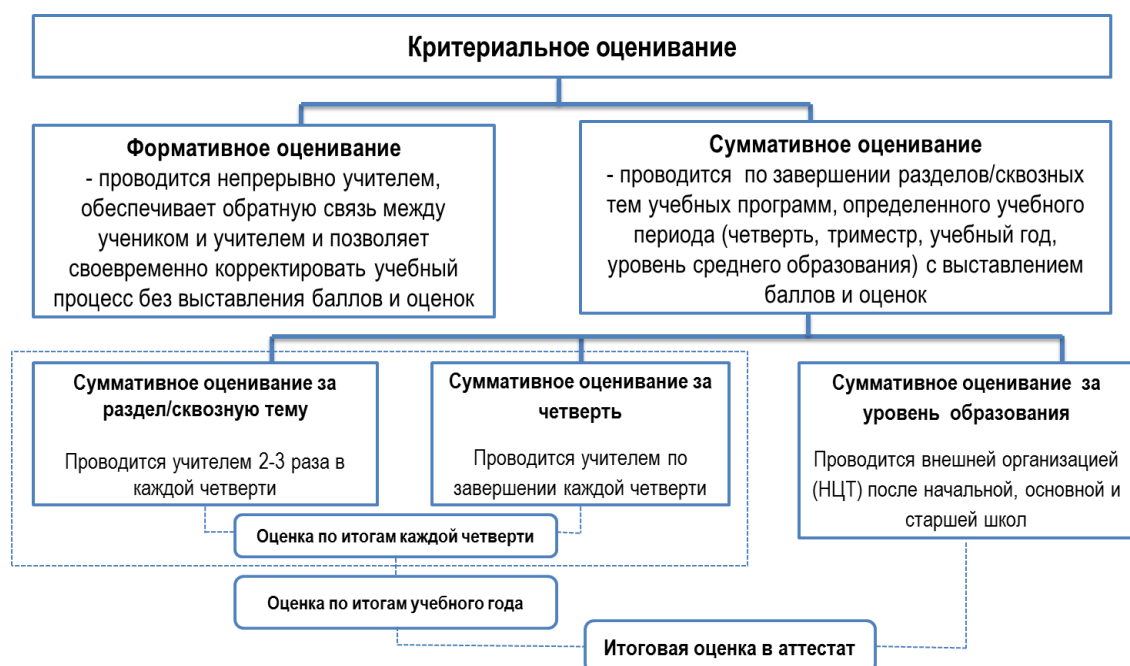 Критериальное оценивание
Формативное оценивание
- проводится непрерывно учителем,
обеспечивает обратную связь между
учеником и учителем и позволяет
своевременно корректировать учебный
процесс без выставления баллов и оценок
Суммативное оценивание
- проводится по завершении разделов/сквозных
тем учебных программ, определенного учебного
периода (четверть, триместр, учебный год,
уровень среднего образования) с выставлением
баллов и оценок
Суммативное оценивание за
раздел/сквозную тему
Проводится учителем 2-3 раза в
каждой четверти
Суммативное оценивание за
четверть
Проводится учителем по
завершении каждой четверти
Суммативное оценивание за
уровень образования
Проводится внешней организацией
(НЦТ) после начальной, основной и
старшей школ
Оценка по итогам каждой четверти
Оценка по итогам учебного года
Итоговая оценка в аттестат